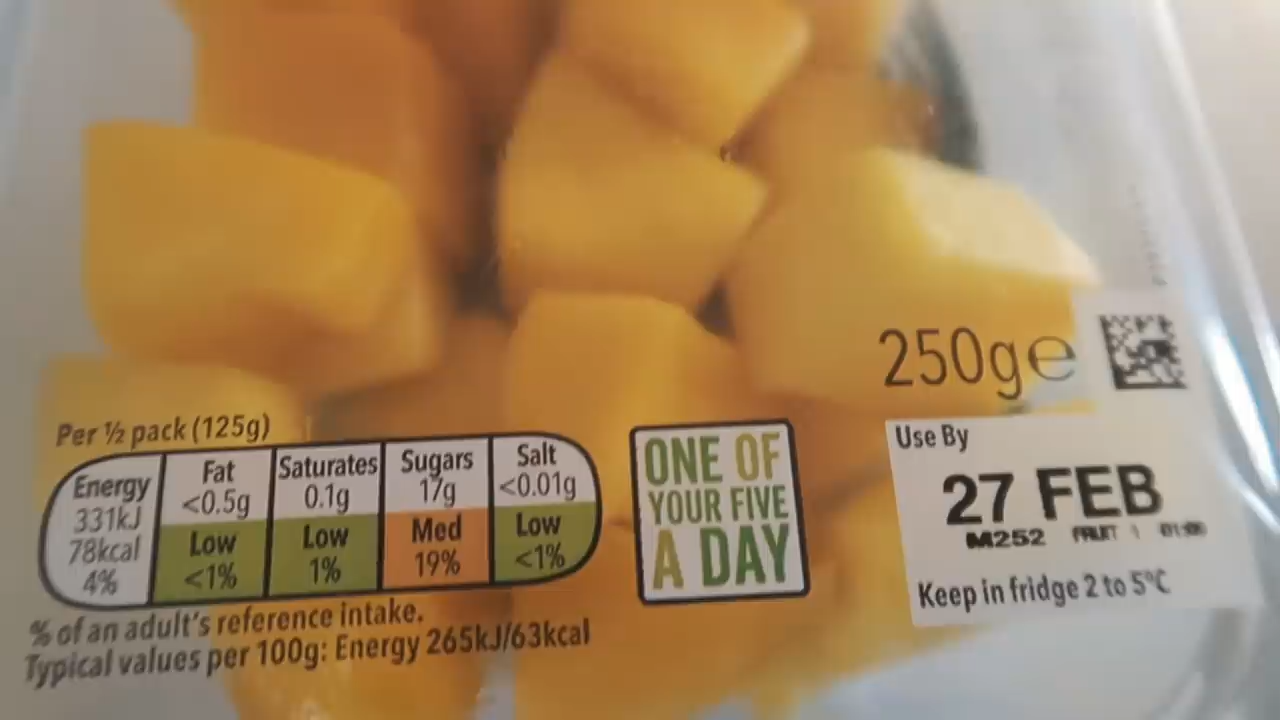 250g e
Per ½ pack (125g)
Energy
331kJ
78kcal
4%
Fat
<0.5g
Low
<1%
Saturates
0.1g
Low
1%
Sugars
17g
Med
19%
Salt
<0.01g
Low
<1%
% of an adult's reference intake.
Typical values per 100g: Energy 265kJ/63kcal
ONE OF
YOUR FIVE
A DAY
Use By
27 FEB
M252 FRUIT 1
Keep in fridge 2 to 5°C